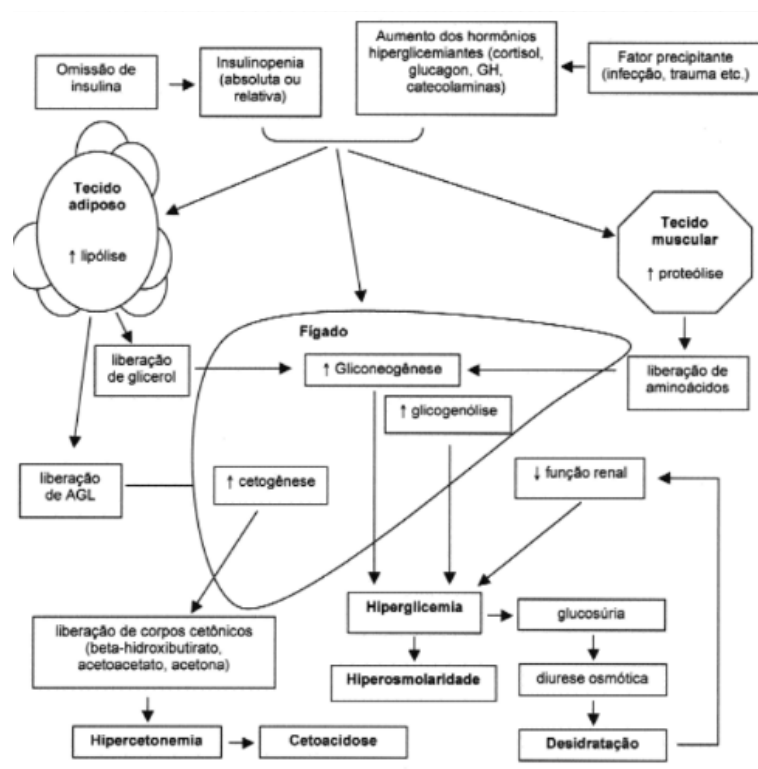 Omissão de
insulina
Insulinopenia
(absoluta ou
relativa)
Aumento dos hormônios
hiperglicemiantes (cortisol,
glucagon, GH,
catecolaminas)
Fator precipitante
(infecção, trauma etc.)
Tecido
adiposo
↑ lipólise
Tecido
muscular
↑ proteólise
Fígado
liberação
de glicerol
↑ Gliconeogênese
liberação de
aminoácidos
↑ glicogenólise
liberação
de AGL
↑ cetogênese
↓ função renal
liberação de corpos cetônicos
(beta-hidroxibutirato,
acetoacetato, acetona)
Hiperglicemia
glucosúria
Hiperosmolaridade
diurese osmótica
Hipercetonemia
Cetoacidose
Desidratação